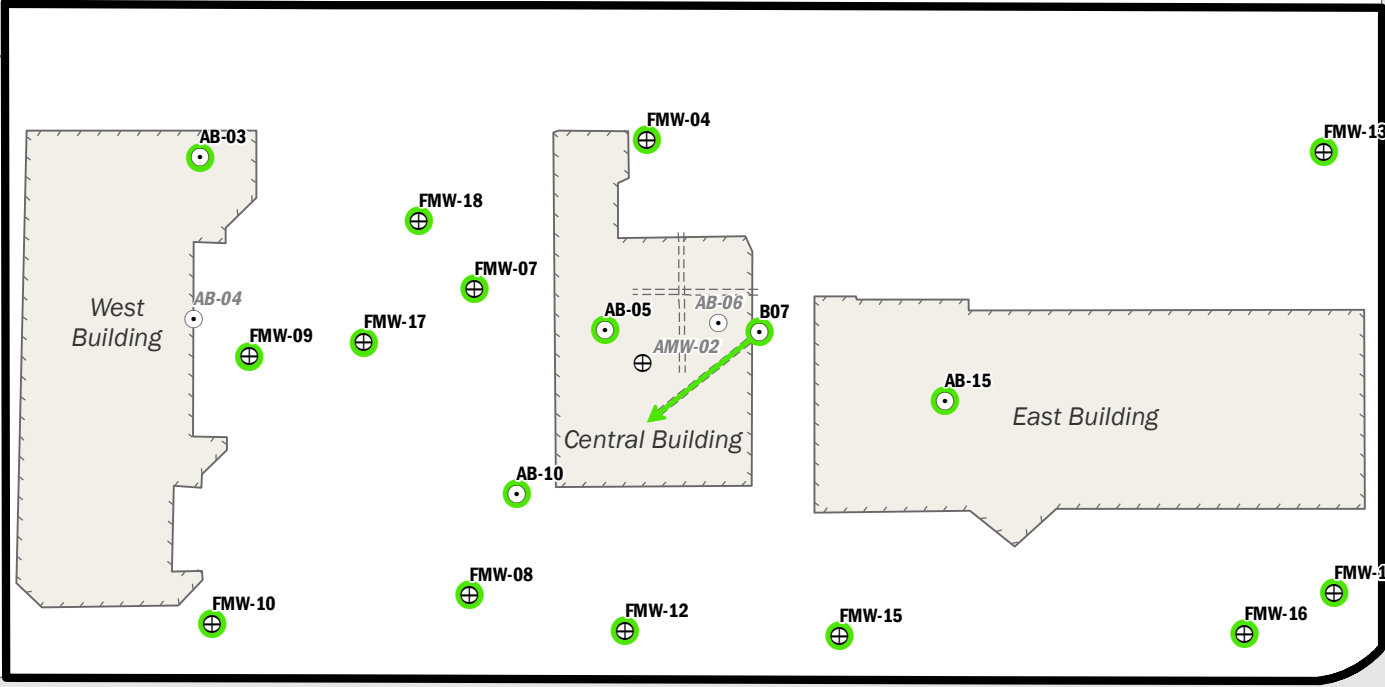 FMW-04
FMW-13
AB-03
FMW-18
FMW-07
West
Building
AB-04
FMW-09
FMW-17
AB-05
AB-06
B07
AMW-02
AB-15
East Building
Central Building
AB-10
FMW-08
FMW-10
FMW-12
FMW-15
FMW-16
FMW-1